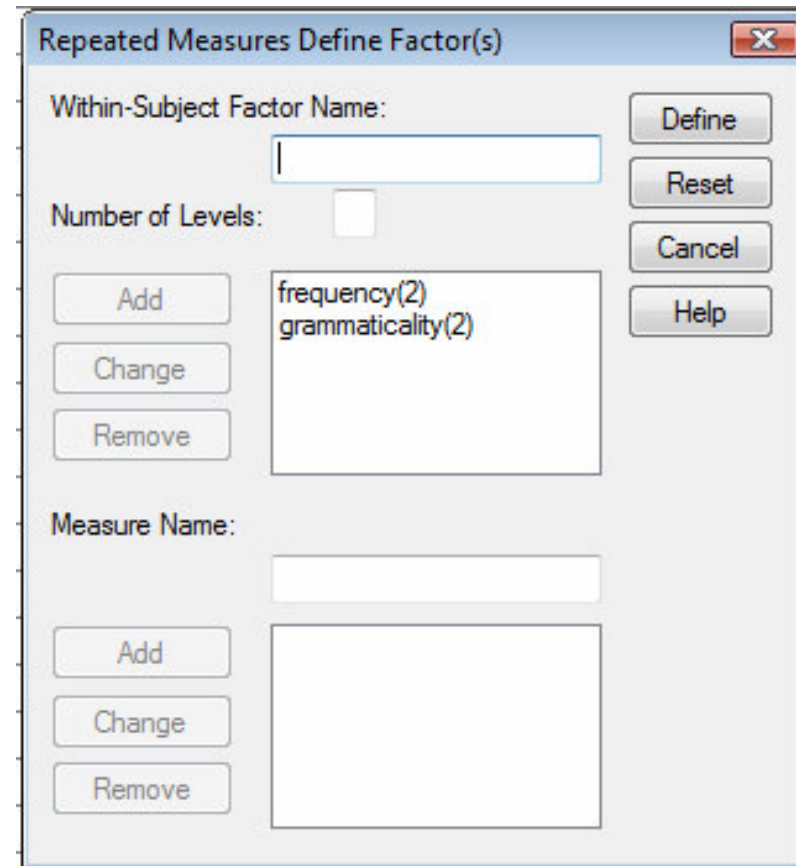 Repeated Measures Define Factor(s)
Within-Subject Factor Name:
Define
Reset
Number of Levels:
Cancel
Add
frequency(2)
Help
grammaticality(2)
Change
Remove
Measure Name:
Add
Change
Remove